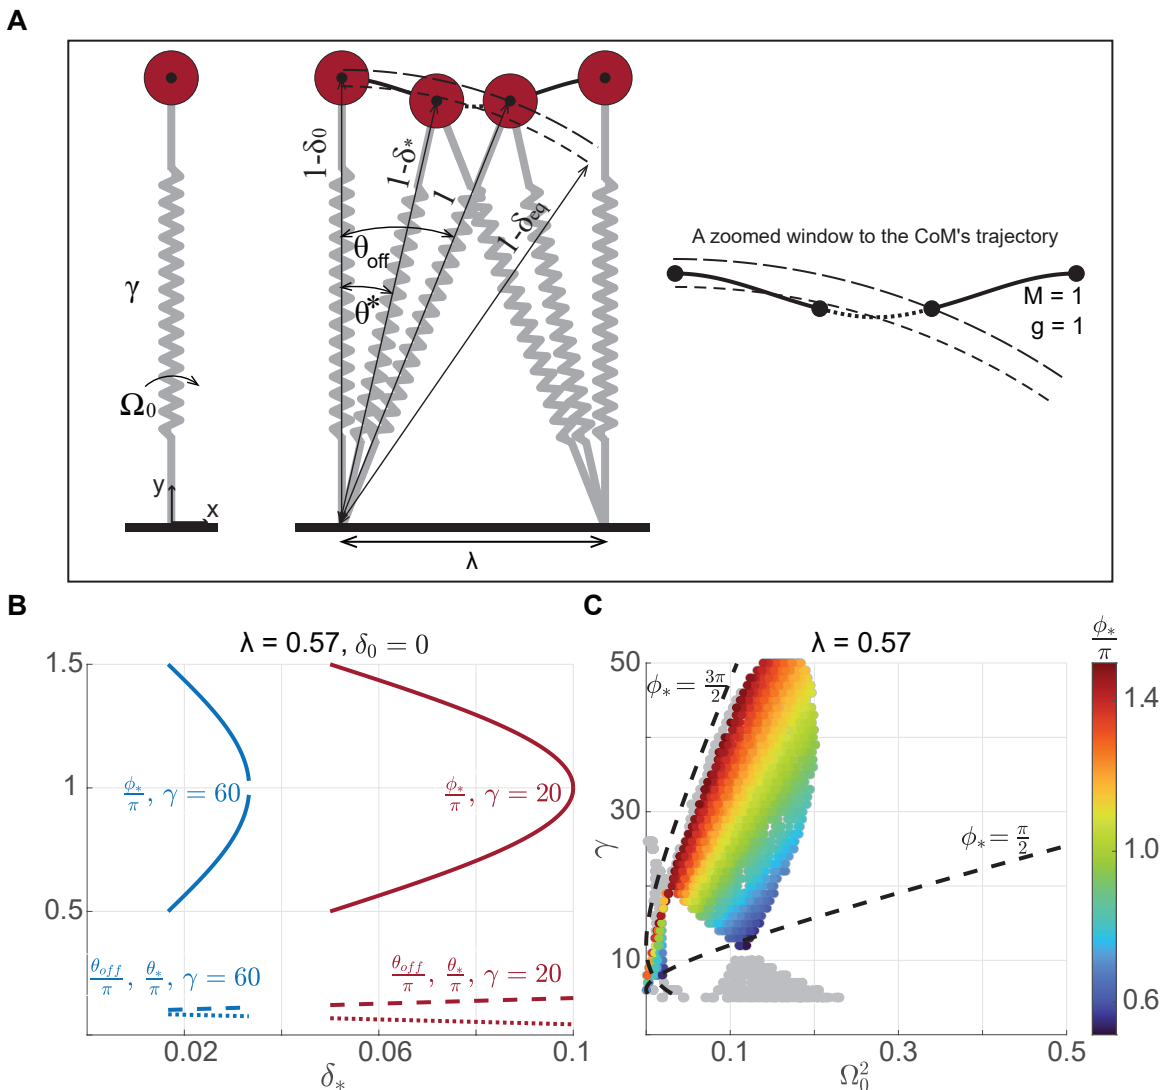 A
γ
Ω₀
y
x
1-δ₀
1-δ*
1
1-δeq
θoff
θ*
λ
A zoomed window to the CoM's trajectory
M = 1
g = 1
B
λ = 0.57, δ₀ = 0
1.5
1
0.5
ϕ*/π, γ = 60
ϕ*/π, γ = 20
θoff/π, θ*/π, γ = 60
θoff/π, θ*/π, γ = 20
0.02
0.06
0.1
δ*
C
λ = 0.57
ϕ*/π
50
30
10
γ
ϕ* = 3π/2
ϕ* = π/2
0.1
0.3
0.5
Ω₀²
1.4
1.0
0.6